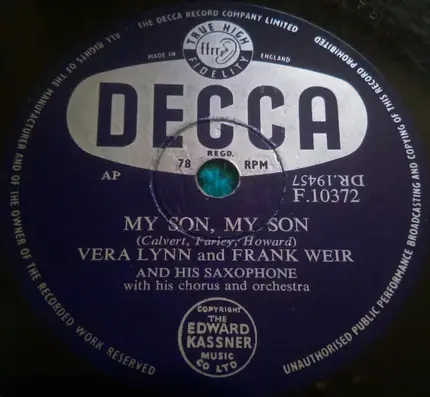 THE DECCA RECORD COMPANY LIMITED
ALL RIGHTS OF THE MANUFACTURER AND OF THE OWNER OF THE RECORDED WORK RESERVED
UNAUTHORISED PUBLIC PERFORMANCE BROADCASTING AND COPYING OF THIS RECORD PROHIBITED
TRUE HIGH
ffrr
FIDELITY
MADE IN ENGLAND
DECCA
REGD.
78 RPM
AP
DR.19457
F.10372
MY SON, MY SON
(Calvert, Farley, Howard)
VERA LYNN and FRANK WEIR
AND HIS SAXOPHONE
with his chorus and orchestra
COPYRIGHT
THE
EDWARD
KASSNER
MUSIC
CO LTD